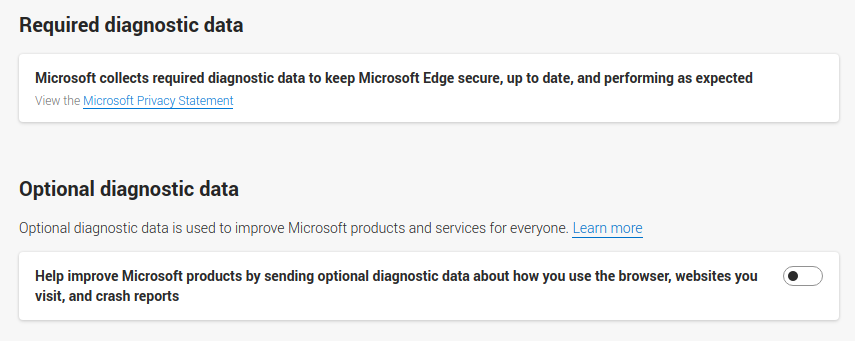 Required diagnostic data
Microsoft collects required diagnostic data to keep Microsoft Edge secure, up to date, and performing as expected
View the Microsoft Privacy Statement
Optional diagnostic data
Optional diagnostic data is used to improve Microsoft products and services for everyone. Learn more
Help improve Microsoft products by sending optional diagnostic data about how you use the browser, websites you
visit, and crash reports